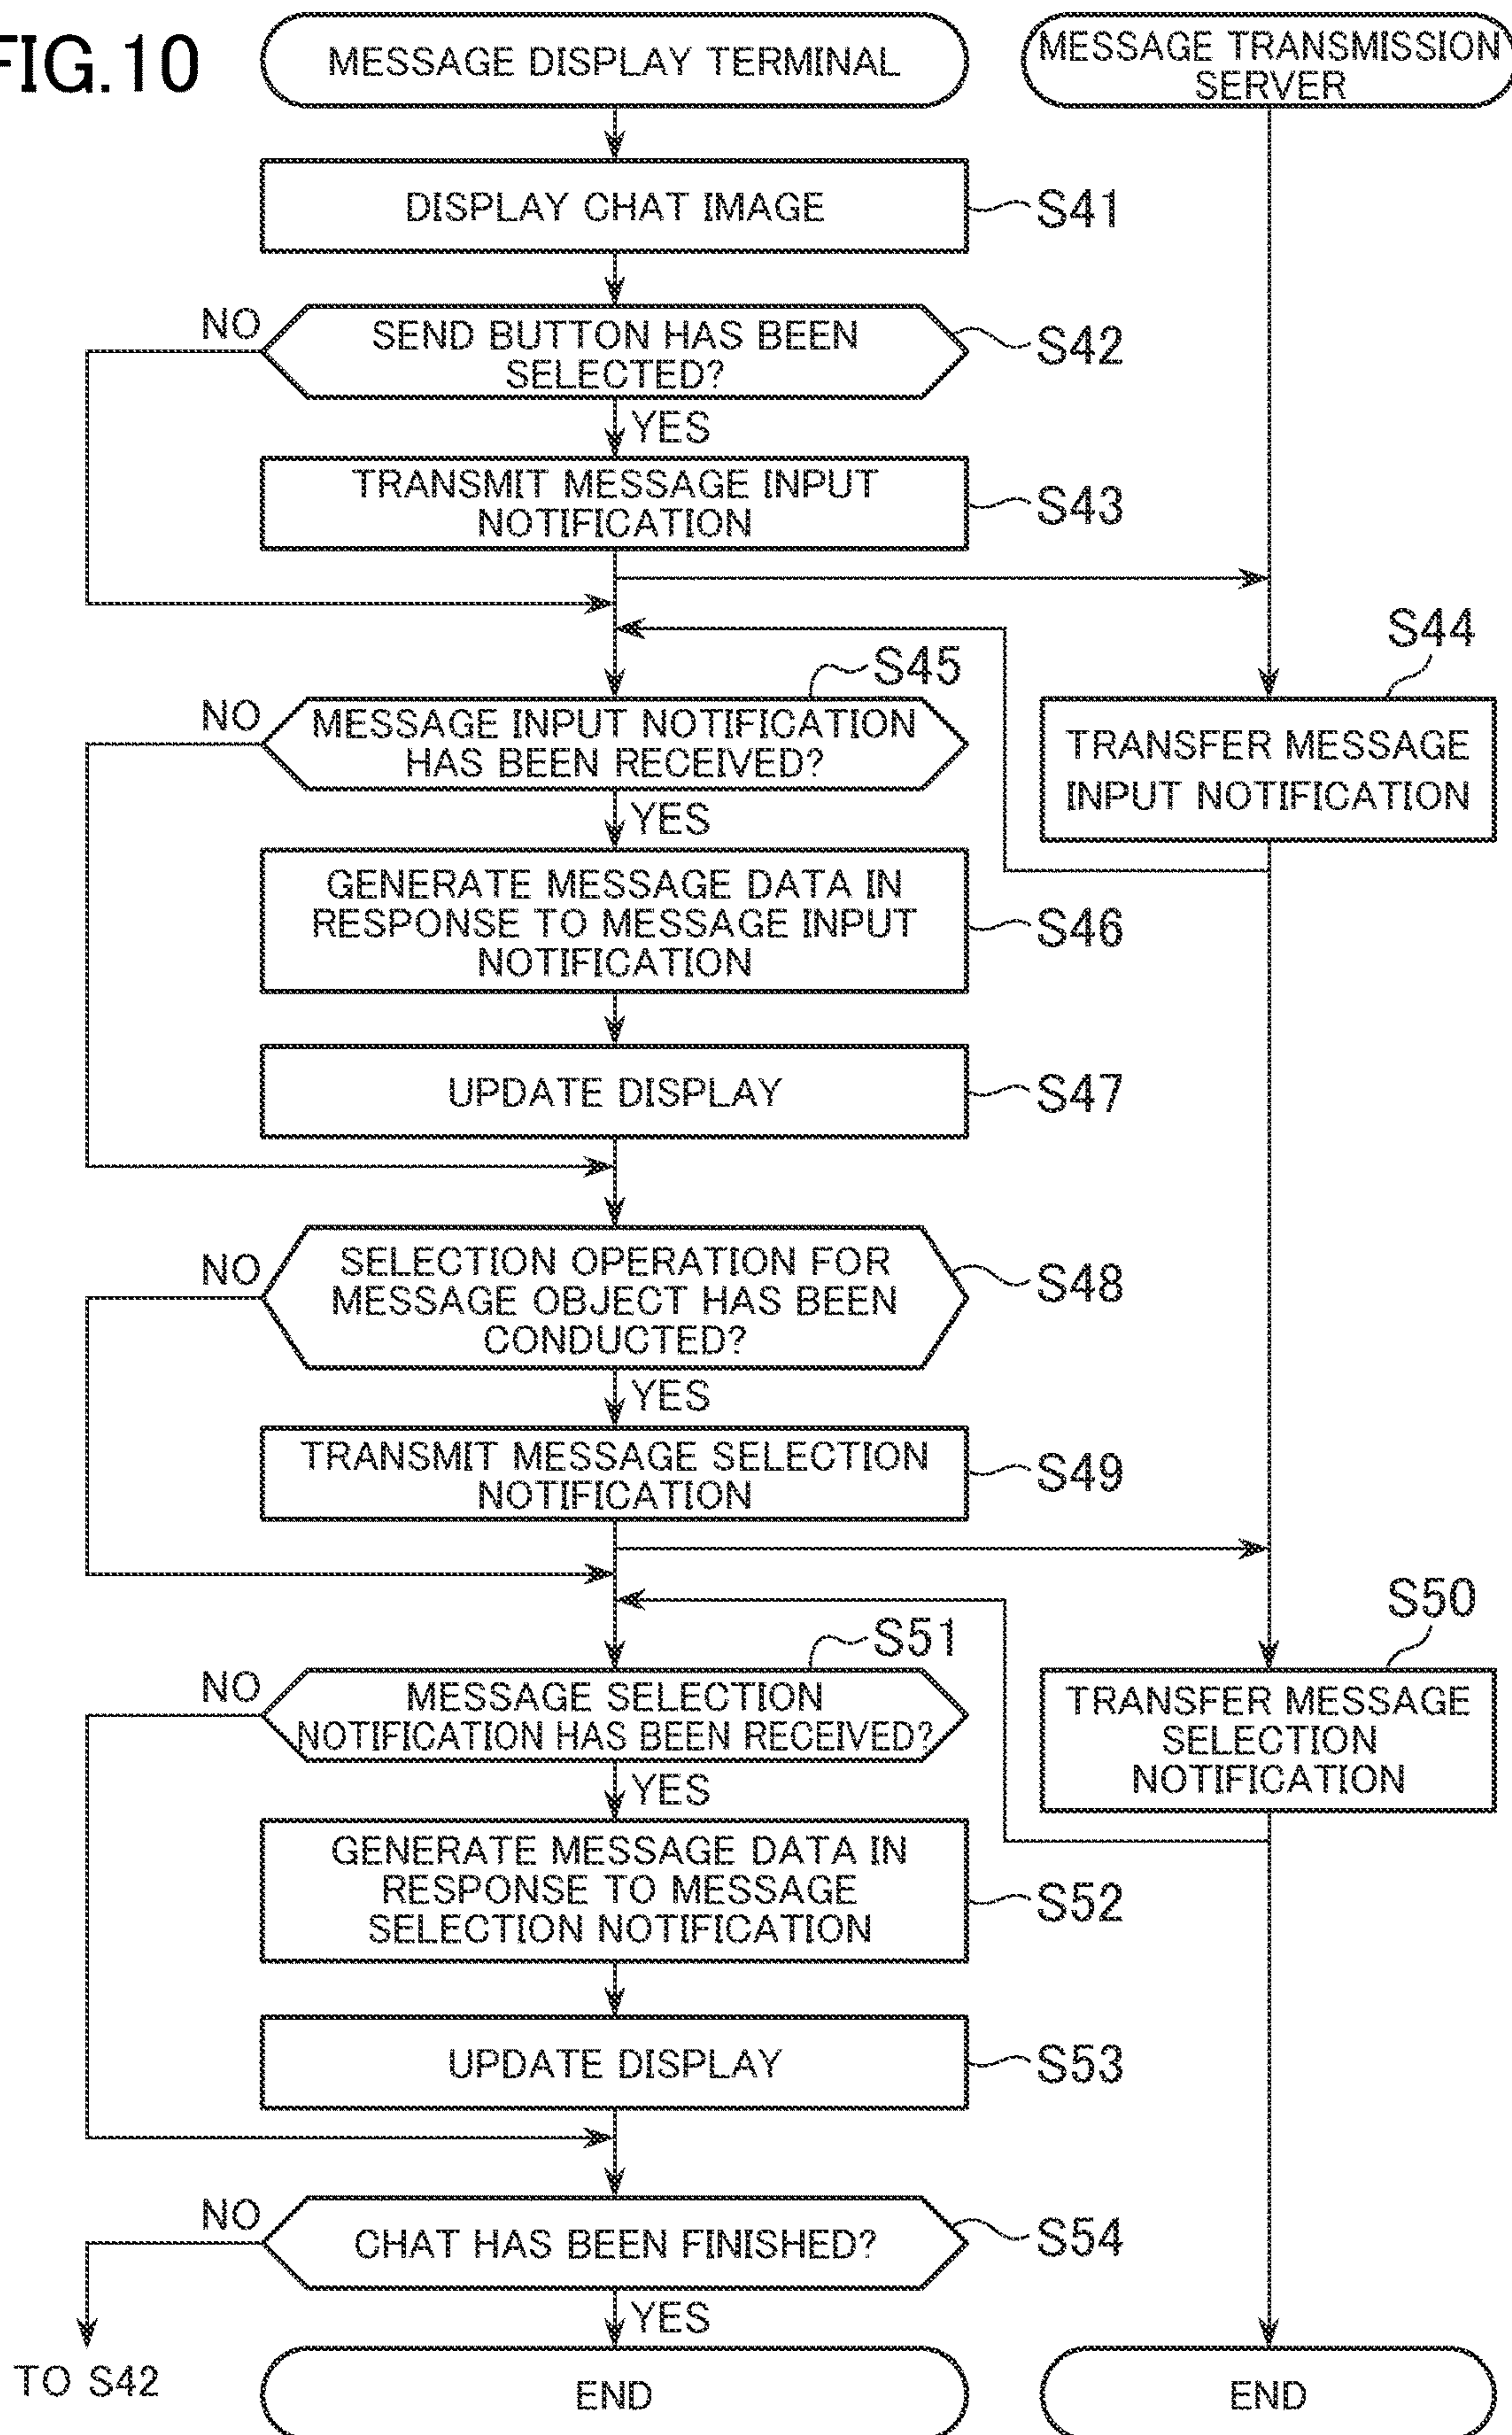 FIG.10
MESSAGE DISPLAY TERMINAL
MESSAGE TRANSMISSION
SERVER
DISPLAY CHAT IMAGE
S41
NO
SEND BUTTON HAS BEEN
SELECTED?
S42
YES
TRANSMIT MESSAGE INPUT
NOTIFICATION
S43
S44
TRANSFER MESSAGE
INPUT NOTIFICATION
S45
NO
MESSAGE INPUT NOTIFICATION
HAS BEEN RECEIVED?
YES
GENERATE MESSAGE DATA IN
RESPONSE TO MESSAGE INPUT
NOTIFICATION
S46
UPDATE DISPLAY
S47
NO
SELECTION OPERATION FOR
MESSAGE OBJECT HAS BEEN
CONDUCTED?
S48
YES
TRANSMIT MESSAGE SELECTION
NOTIFICATION
S49
S50
TRANSFER MESSAGE
SELECTION
NOTIFICATION
S51
NO
MESSAGE SELECTION
NOTIFICATION HAS BEEN RECEIVED?
YES
GENERATE MESSAGE DATA IN
RESPONSE TO MESSAGE
SELECTION NOTIFICATION
S52
UPDATE DISPLAY
S53
NO
CHAT HAS BEEN FINISHED?
S54
YES
TO S42
END
END